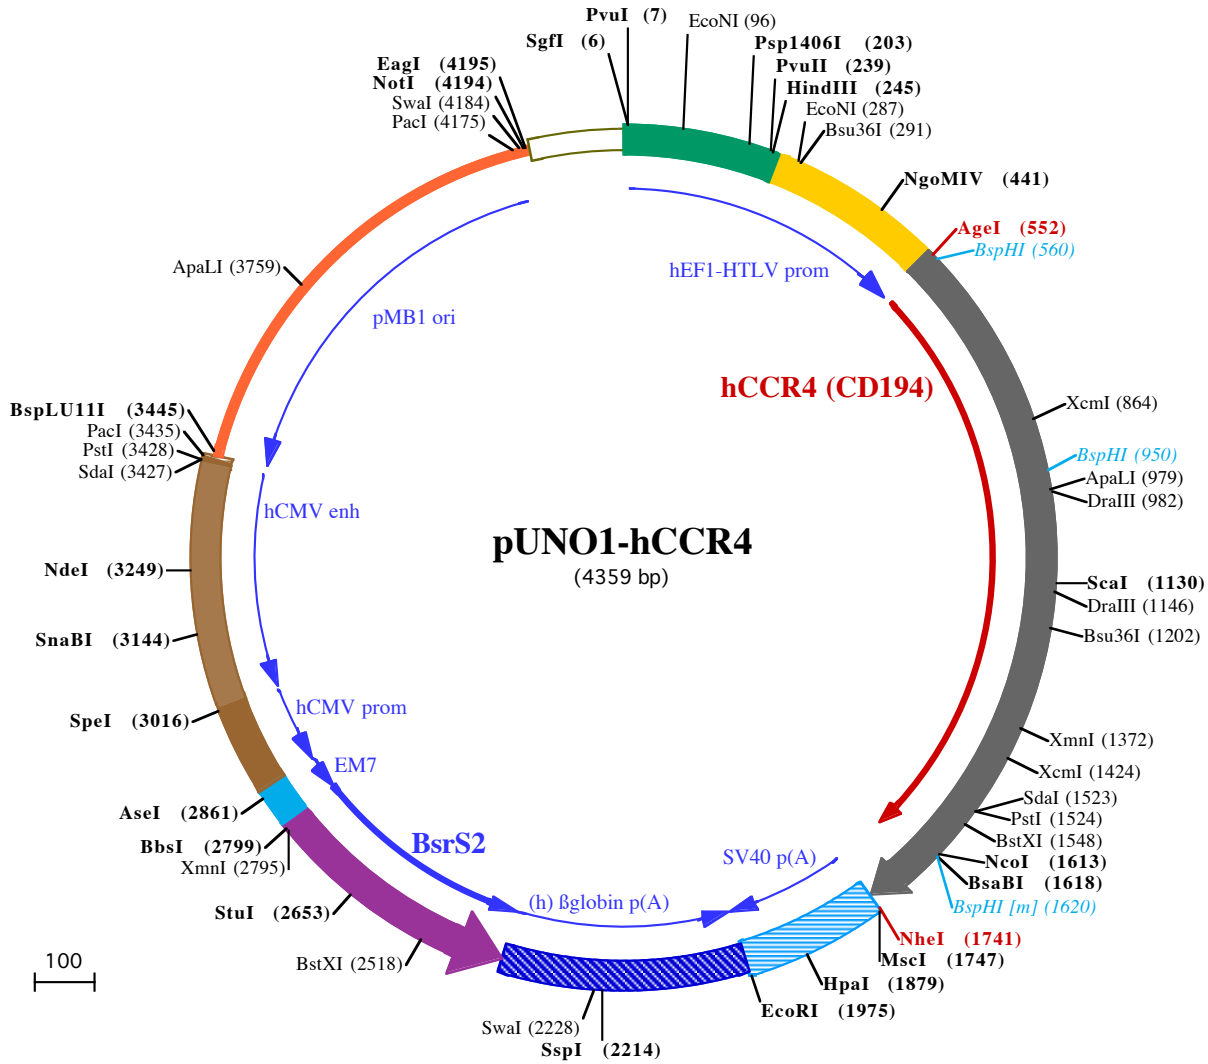 PvuI (7)
SgfI (6)
EcoNI (96)
Psp1406I (203)
PvuII (239)
HindIII (245)
EcoNI (287)
Bsu36I (291)
NgoMIV (441)
AgeI (552)
BspHI (560)
XcmI (864)
BspHI (950)
ApaLI (979)
DraIII (982)
ScaI (1130)
DraIII (1146)
Bsu36I (1202)
XmnI (1372)
XcmI (1424)
SdaI (1523)
PstI (1524)
BstXI (1548)
NcoI (1613)
BsaBI (1618)
BspHI [m] (1620)
NheI (1741)
MscI (1747)
HpaI (1879)
EcoRI (1975)
SspI (2214)
SwaI (2228)
BstXI (2518)
StuI (2653)
XmnI (2795)
BbsI (2799)
AseI (2861)
SpeI (3016)
SnaBI (3144)
NdeI (3249)
SdaI (3427)
PstI (3428)
PacI (3435)
BspLU11I (3445)
ApaLI (3759)
PacI (4175)
SwaI (4184)
NotI (4194)
EagI (4195)
hEF1-HTLV prom
hCCR4 (CD194)
pMB1 ori
hCMV enh
pUNO1-hCCR4
(4359 bp)
hCMV prom
EM7
BsrS2
(h) ßglobin p(A)
SV40 p(A)
100